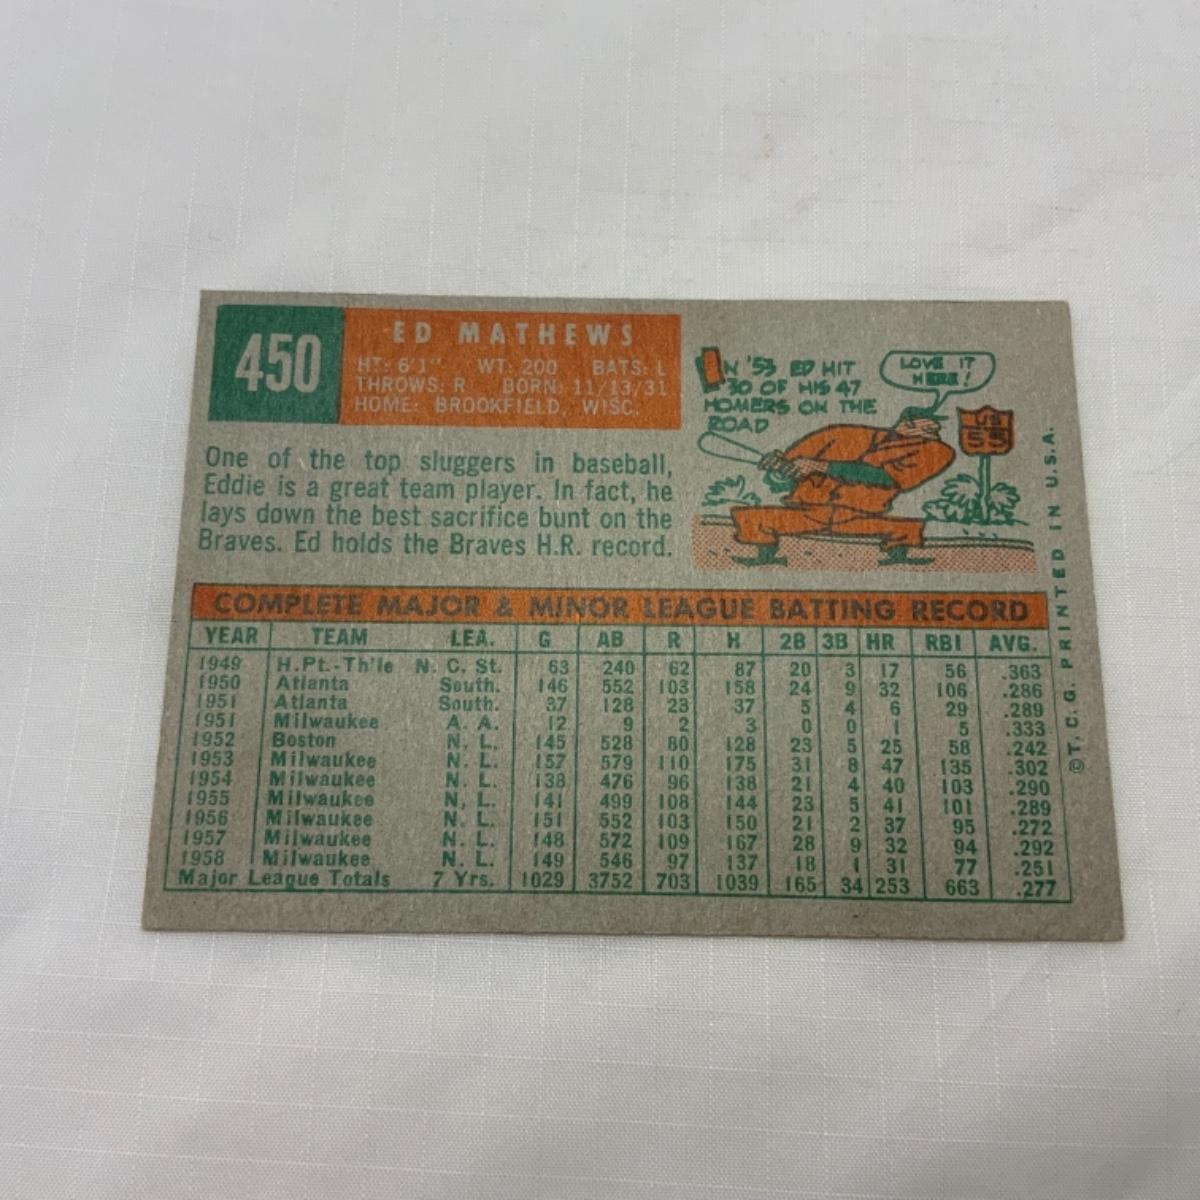 450
ED MATHEWS
HT: 6'1" WT: 200 BATS: L
THROWS: R BORN: 11/13/31
HOME: BROOKFIELD, WISC.
One of the top sluggers in baseball,
Eddie is a great team player. In fact, he
lays down the best sacrifice bunt on the
Braves. Ed holds the Braves H.R. record.
IN '53 ED HIT
30 OF HIS 47
HOMERS ON THE
ROAD
LOVE IT
HERE!
US
55
COMPLETE MAJOR & MINOR LEAGUE BATTING RECORD
YEAR TEAM LEA. G AB R H 2B 3B HR RBI AVG.
1949 H.Pt.-Th'le N. C. St. 63 240 62 87 20 3 17 56 .363
1950 Atlanta South. 146 552 103 158 24 9 32 106 .286
1951 Atlanta South. 37 128 23 37 5 4 6 29 .289
1951 Milwaukee A. A. 12 9 2 3 0 0 1 5 .333
1952 Boston N. L. 145 528 80 128 23 5 25 58 .242
1953 Milwaukee N. L. 157 579 110 175 31 8 47 135 .302
1954 Milwaukee N. L. 138 476 96 138 21 4 40 103 .290
1955 Milwaukee N. L. 141 499 108 144 23 5 41 101 .289
1956 Milwaukee N. L. 151 552 103 150 21 2 37 95 .272
1957 Milwaukee N. L. 148 572 109 167 28 9 32 94 .292
1958 Milwaukee N. L. 149 546 97 137 18 1 31 77 .251
Major League Totals 7 Yrs. 1029 3752 703 1039 165 34 253 663 .277
©T. C. G. PRINTED IN U.S.A.